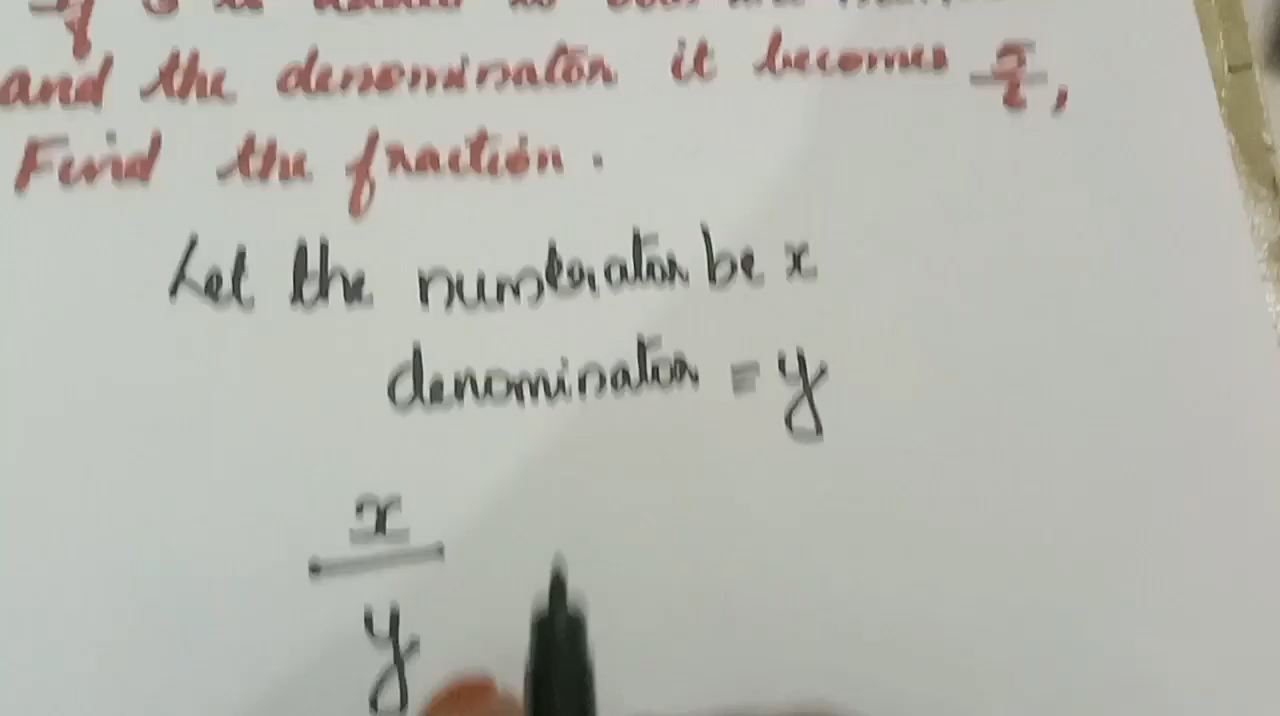 and the denominator it becomes
Find the fraction.
Let the numerator be x
denominator = y
x
y